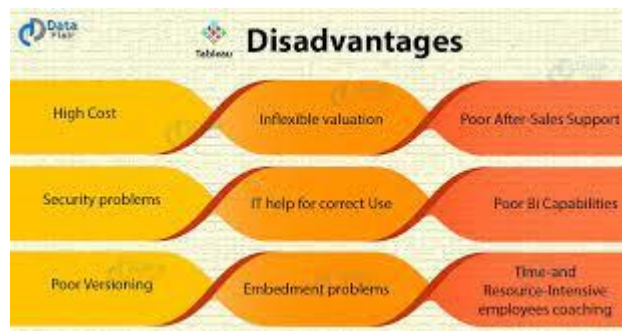 Data
Flair
Tableau
Disadvantages
High Cost
Inflexible valuation
Poor After-Sales Support
Security problems
IT help for correct Use
Poor Bi Capabilities
Poor Versioning
Embedment problems
Time-and
Resource-Intensive
employees coaching